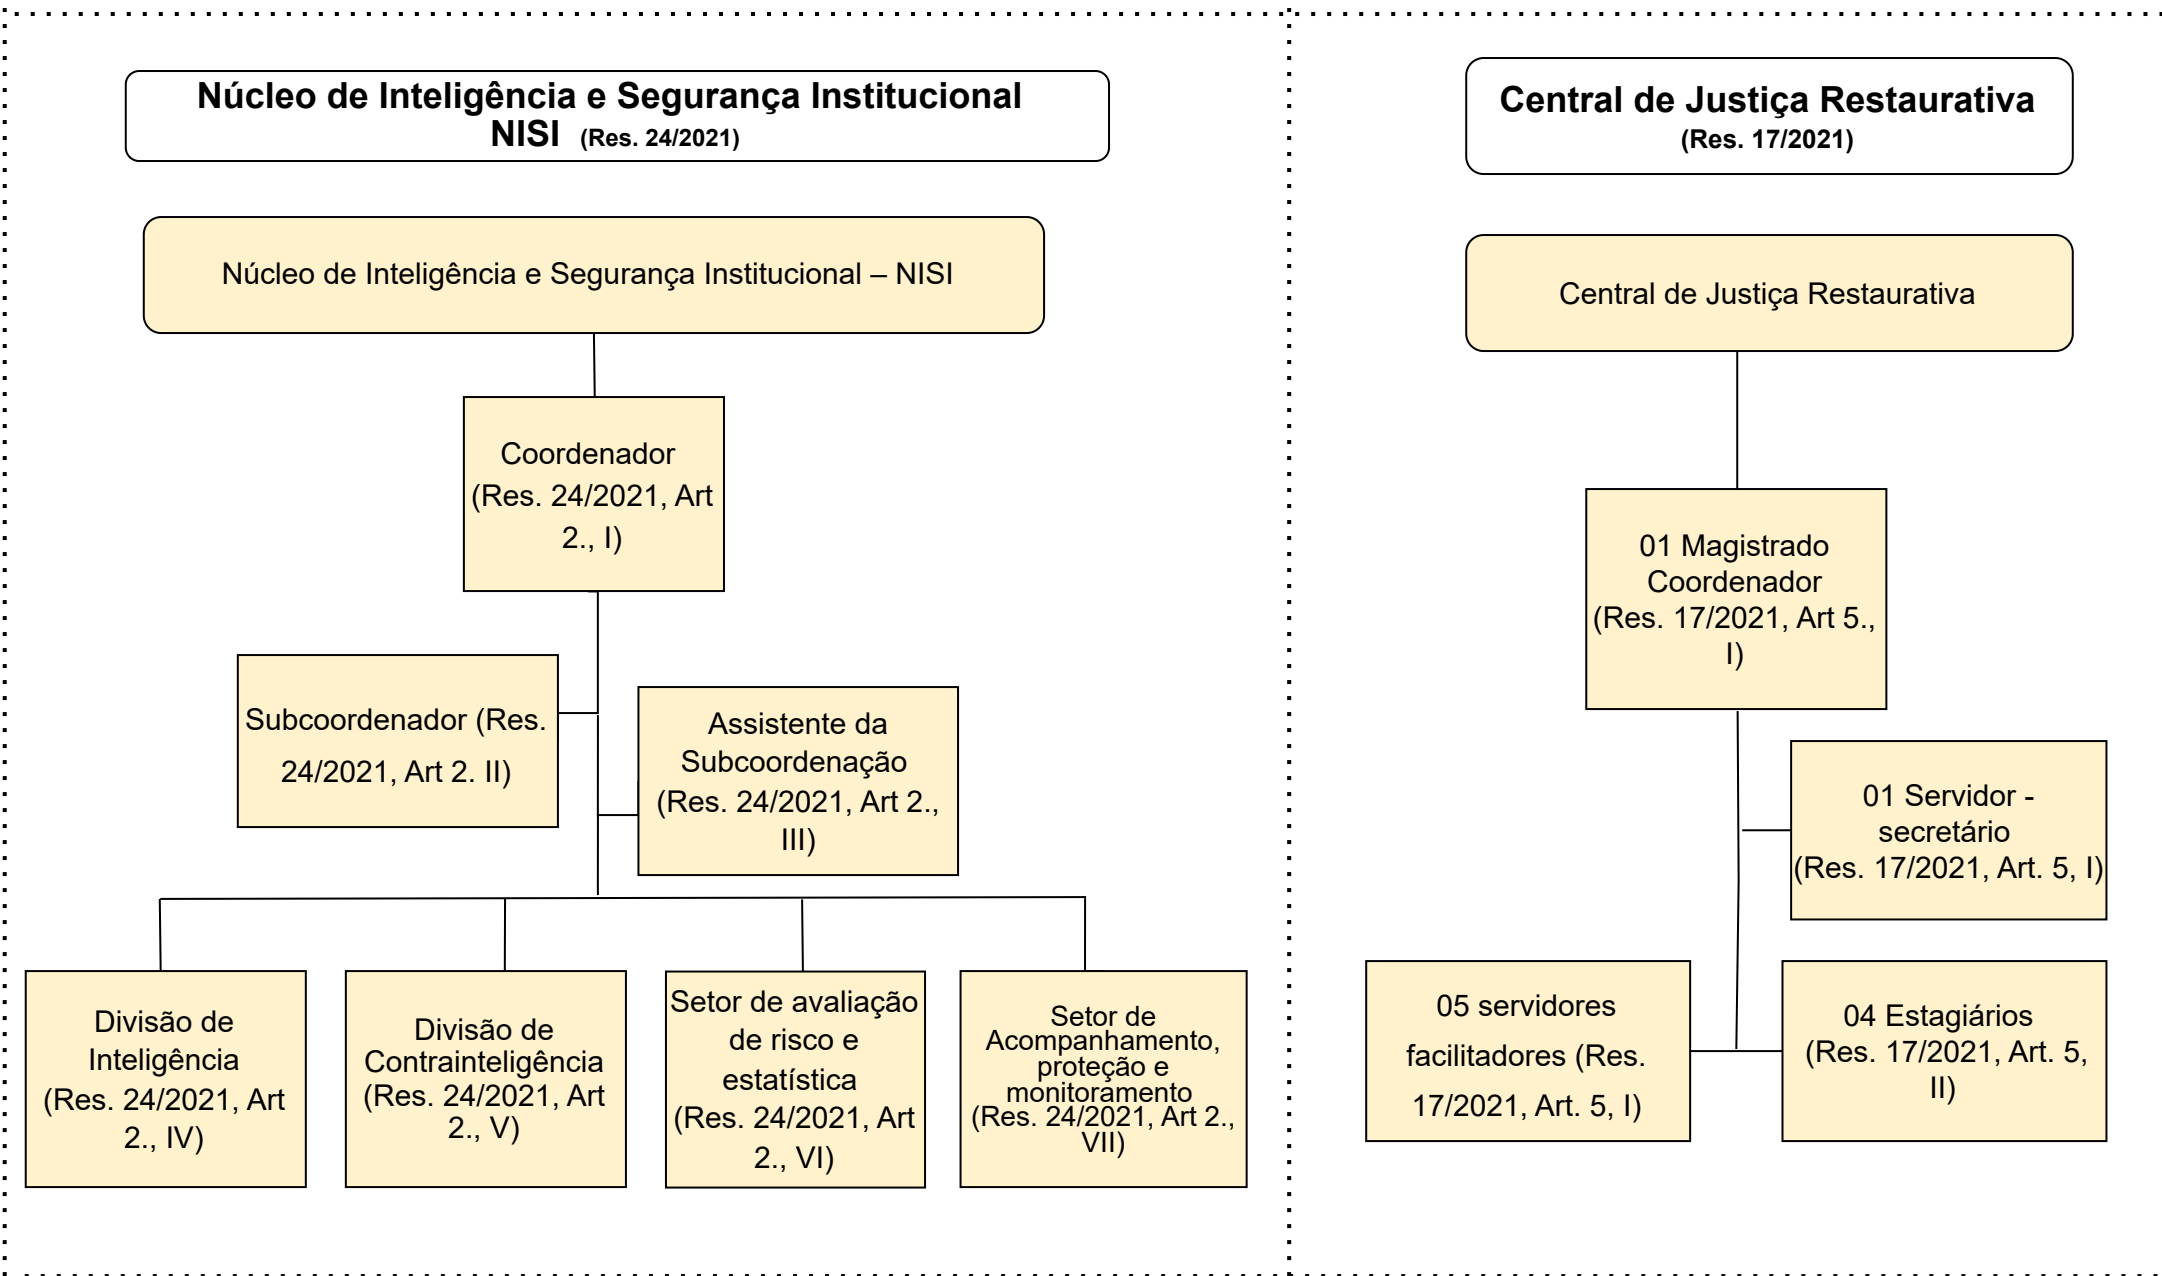 Núcleo de Inteligência e Segurança Institucional
NISI (Res. 24/2021)
Núcleo de Inteligência e Segurança Institucional – NISI
Coordenador
(Res. 24/2021, Art
2., I)
Subcoordenador (Res.
24/2021, Art 2. II)
Assistente da
Subcoordenação
(Res. 24/2021, Art 2.,
III)
Divisão de
Inteligência
(Res. 24/2021, Art
2., IV)
Divisão de
Contrainteligência
(Res. 24/2021, Art
2., V)
Setor de avaliação
de risco e
estatística
(Res. 24/2021, Art
2., VI)
Setor de
Acompanhamento,
proteção e
monitoramento
(Res. 24/2021, Art 2.,
VII)
Central de Justiça Restaurativa
(Res. 17/2021)
Central de Justiça Restaurativa
01 Magistrado
Coordenador
(Res. 17/2021, Art 5.,
I)
01 Servidor -
secretário
(Res. 17/2021, Art. 5, I)
05 servidores
facilitadores (Res.
17/2021, Art. 5, I)
04 Estagiários
(Res. 17/2021, Art. 5,
II)